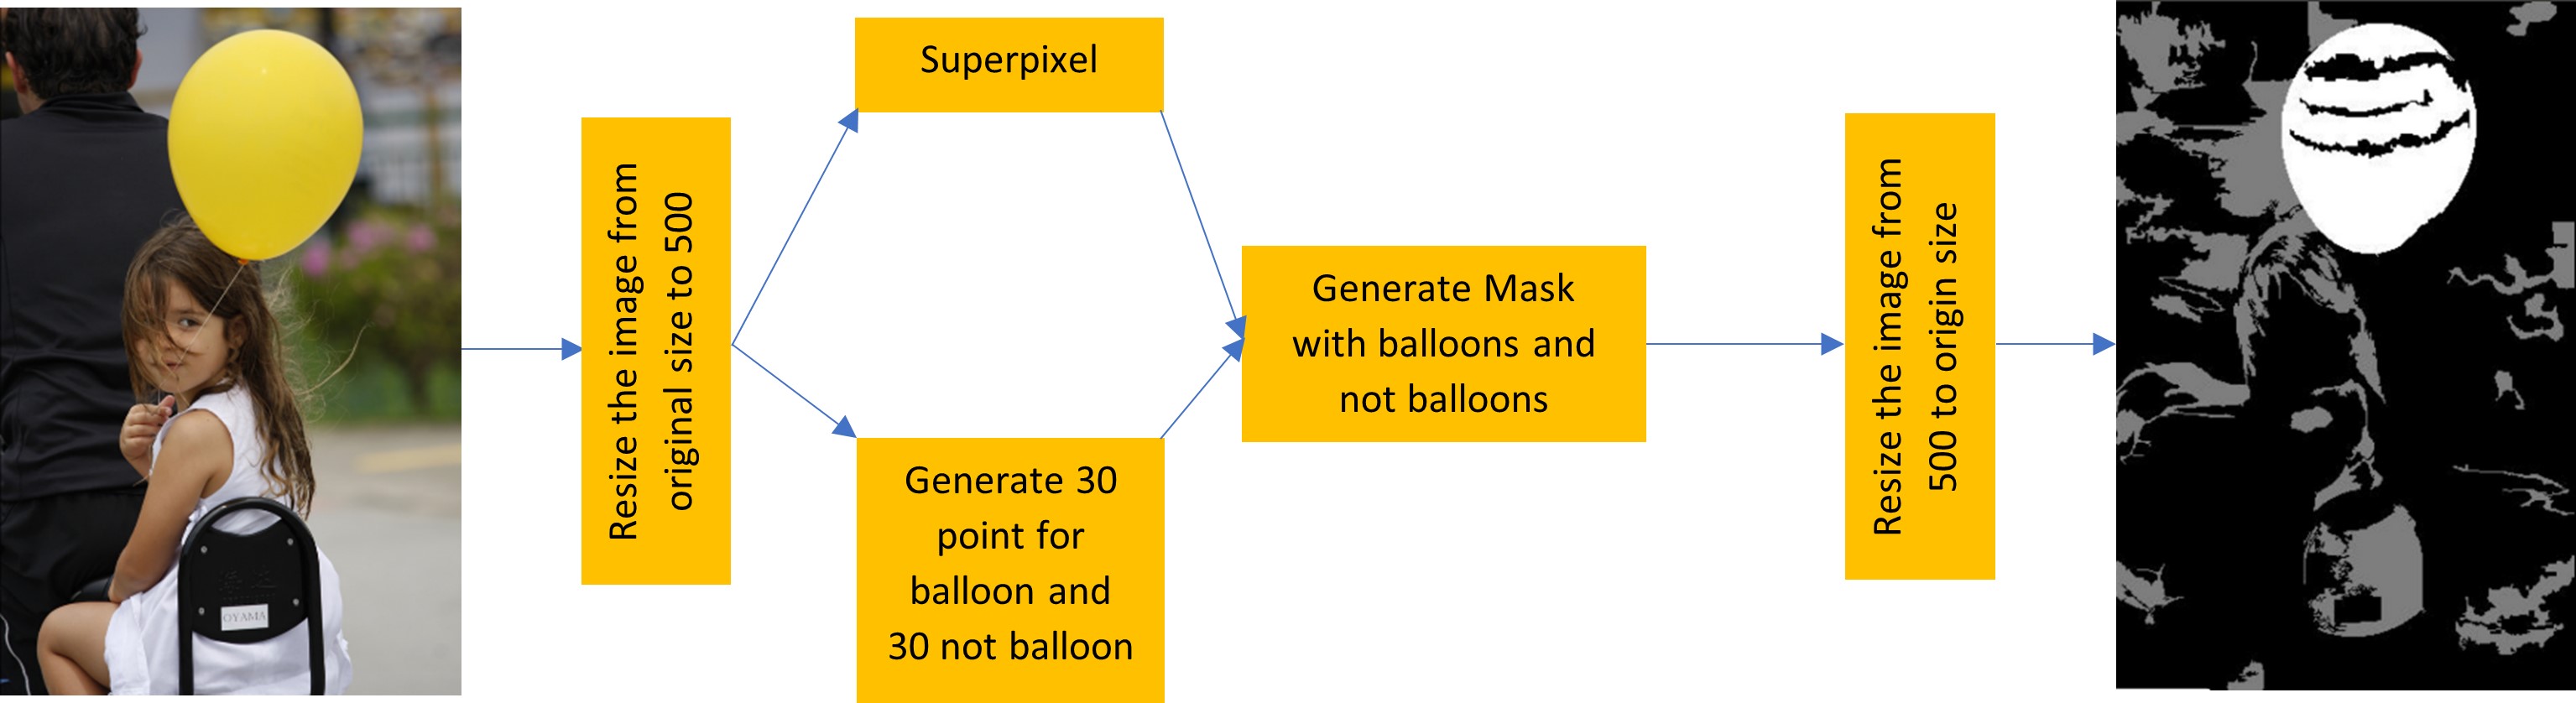 Resize the image from
original size to 500
Superpixel
Generate 30
point for
balloon and
30 not balloon
Generate Mask
with balloons and
not balloons
Resize the image from
500 to origin size
OYAMA